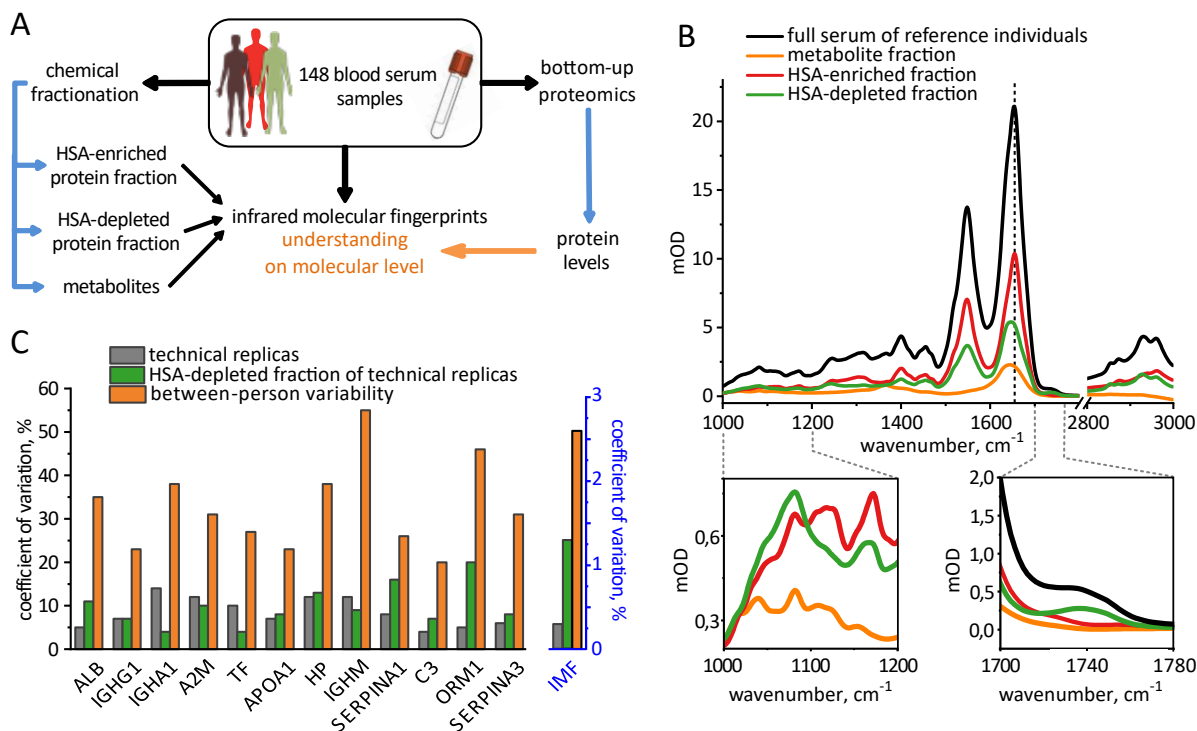 A
chemical
fractionation
148 blood serum
samples
bottom-up
proteomics
HSA-enriched
protein fraction
HSA-depleted
protein fraction
metabolites
infrared molecular fingerprints
understanding
on molecular level
protein
levels
B
full serum of reference individuals
metabolite fraction
HSA-enriched fraction
HSA-depleted fraction
mOD
20
15
10
5
0
1000
1200
1400
1600
2800
3000
wavenumber, cm⁻¹
mOD
0,6
0,3
1000
1200
wavenumber, cm⁻¹
mOD
2,0
1,5
1,0
0,5
0,0
1700
1740
1780
wavenumber, cm⁻¹
C
technical replicas
HSA-depleted fraction of technical replicas
between-person variability
coefficient of variation, %
60
50
40
30
20
10
0
ALB
IGHG1
IGHA1
A2M
TF
APOA1
HP
IGHM
SERPINA1
C3
ORM1
SERPINA3
IMF
3
2
1
0
coefficient of variation, %